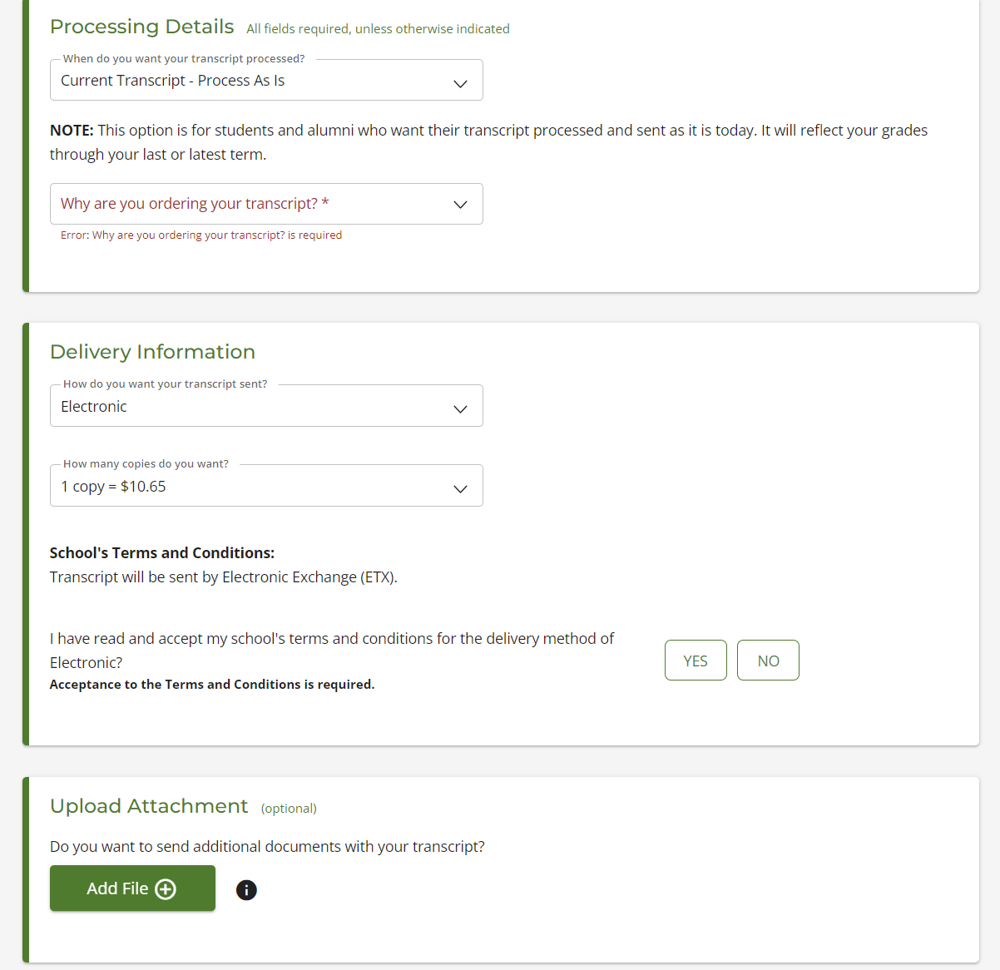 Processing Details All fields required, unless otherwise indicated
When do you want your transcript processed?
Current Transcript - Process As Is
NOTE: This option is for students and alumni who want their transcript processed and sent as it is today. It will reflect your grades
through your last or latest term.
Why are you ordering your transcript? *
Error: Why are you ordering your transcript? is required
Delivery Information
How do you want your transcript sent?
Electronic
How many copies do you want?
1 copy = $10.65
School's Terms and Conditions:
Transcript will be sent by Electronic Exchange (ETX).
I have read and accept my school's terms and conditions for the delivery method of
Electronic?
YES NO
Acceptance to the Terms and Conditions is required.
Upload Attachment (optional)
Do you want to send additional documents with your transcript?
Add File